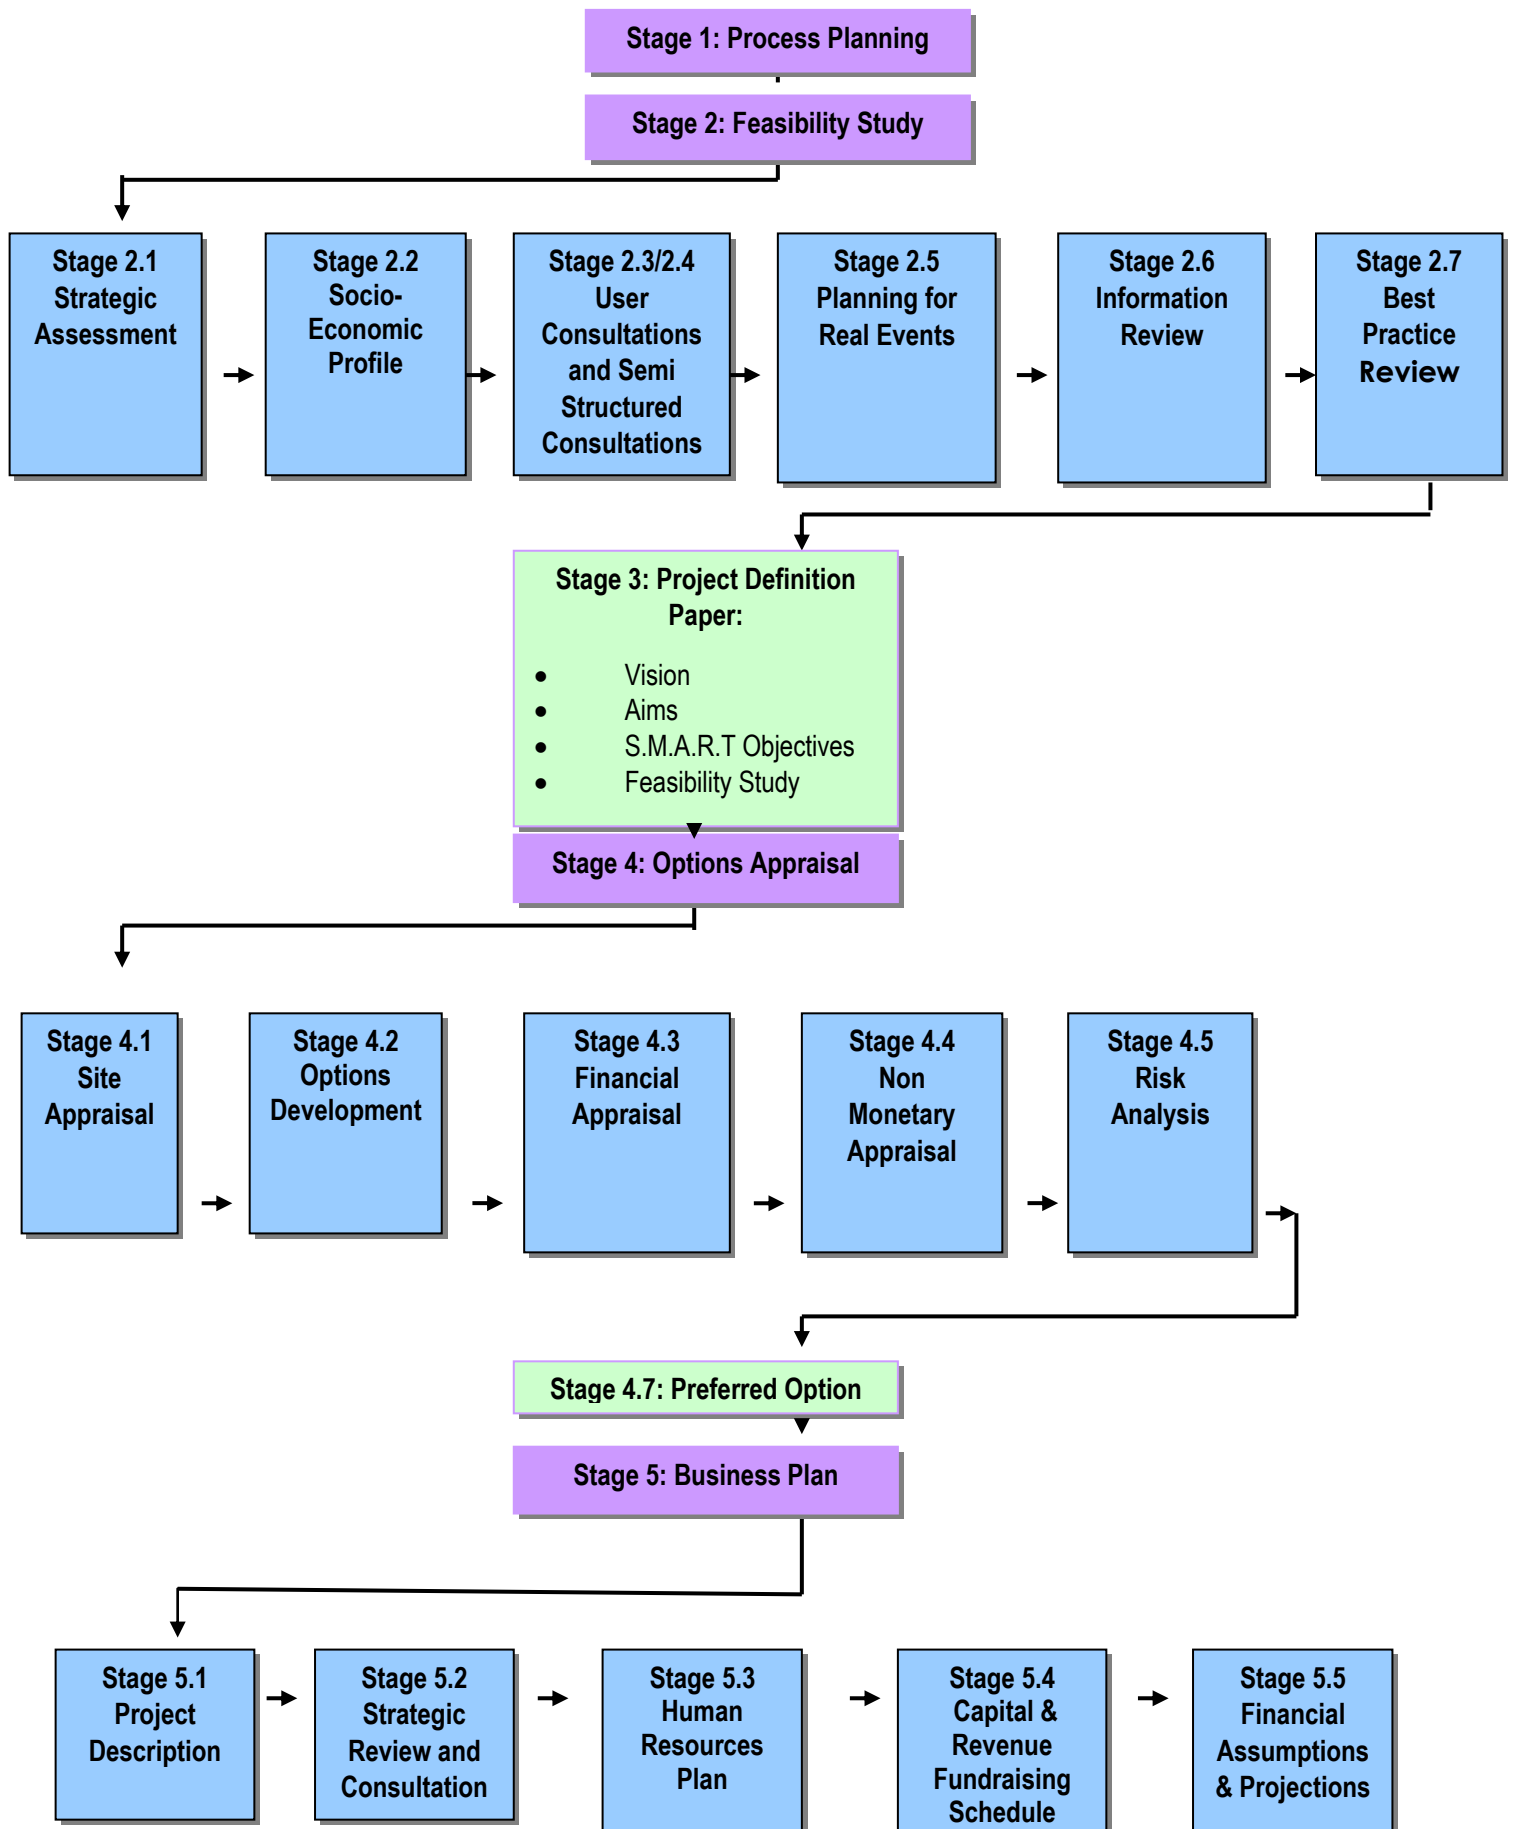 Stage 1: Process Planning
Stage 2: Feasibility Study
Stage 2.1
Strategic
Assessment
Stage 2.2
Socio-
Economic
Profile
Stage 2.3/2.4
User
Consultations
and Semi
Structured
Consultations
Stage 2.5
Planning for
Real Events
Stage 2.6
Information
Review
Stage 2.7
Best
Practice
Review
Stage 3: Project Definition
Paper:
• Vision
• Aims
• S.M.A.R.T Objectives
• Feasibility Study
Stage 4: Options Appraisal
Stage 4.1
Site
Appraisal
Stage 4.2
Options
Development
Stage 4.3
Financial
Appraisal
Stage 4.4
Non
Monetary
Appraisal
Stage 4.5
Risk
Analysis
Stage 4.7: Preferred Option
Stage 5: Business Plan
Stage 5.1
Project
Description
Stage 5.2
Strategic
Review and
Consultation
Stage 5.3
Human
Resources
Plan
Stage 5.4
Capital &
Revenue
Fundraising
Schedule
Stage 5.5
Financial
Assumptions
& Projections